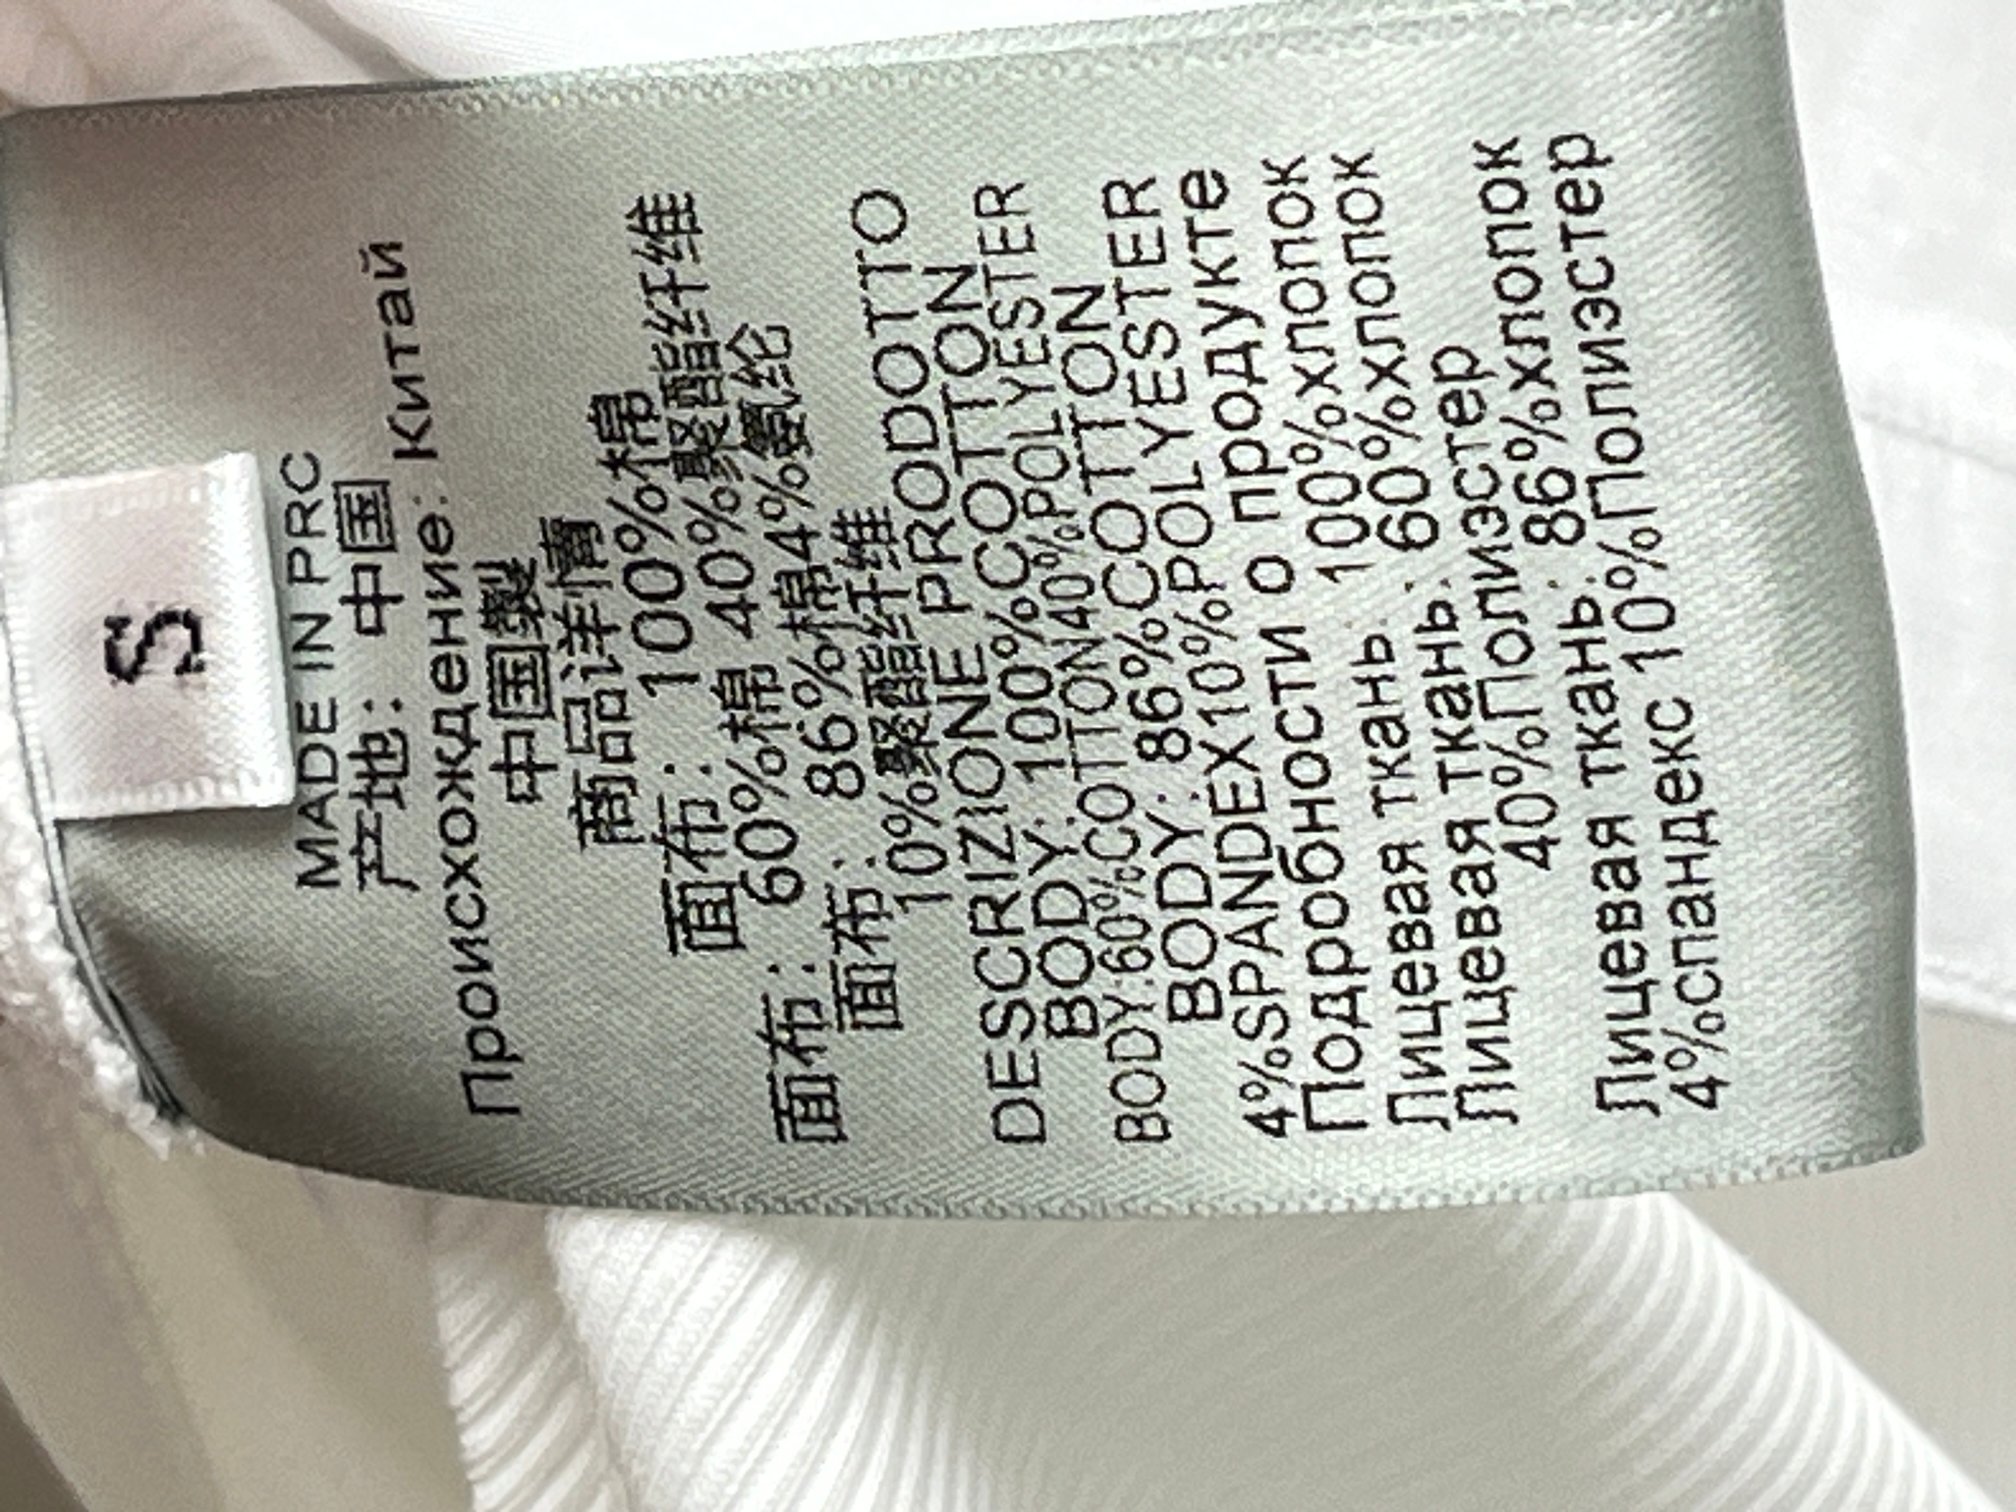 S
MADE IN PRC
产地：中国
Происхождение: Китай
中国製
商品详情
面布：100%棉
面布：60%棉 40%聚酯纤维
面布：86%棉4%氨纶
10%聚酯纤维
DESCRIZIONE PRODOTTO
BODY: 100%COTTON
BODY:60%COTTON40%POLYESTER
BODY: 86%COTTON
4%SPANDEX10%POLYESTER
Подробности о продукте
Лицевая ткань: 100%хлопок
Лицевая ткань: 60%хлопок
40%Полиэстер
Лицевая ткань: 86%хлопок
4%спандекс 10%Полиэстер